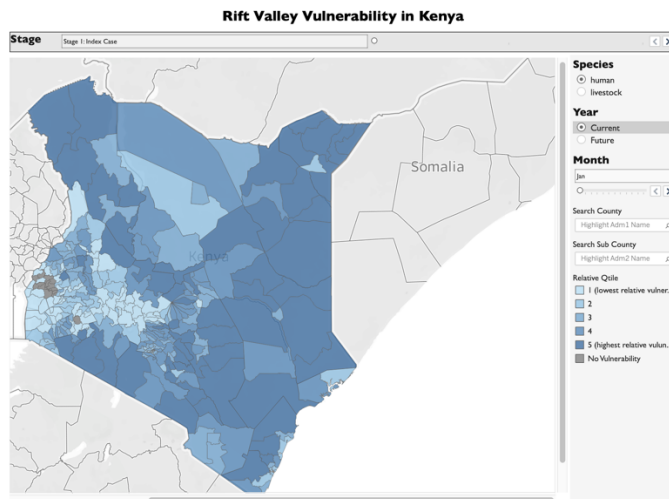 Rift Valley Vulnerability in Kenya
Stage
Stage 1: Index Case
Species
human
livestock
Year
Current
Future
Month
Jan
Search County
Highlight Adm1 Name
Search Sub County
Highlight Adm2 Name
Relative Qtile
1 (lowest relative vulner..
2
3
4
5 (highest relative vulun..
No Vulnerability
Somalia
Kenya